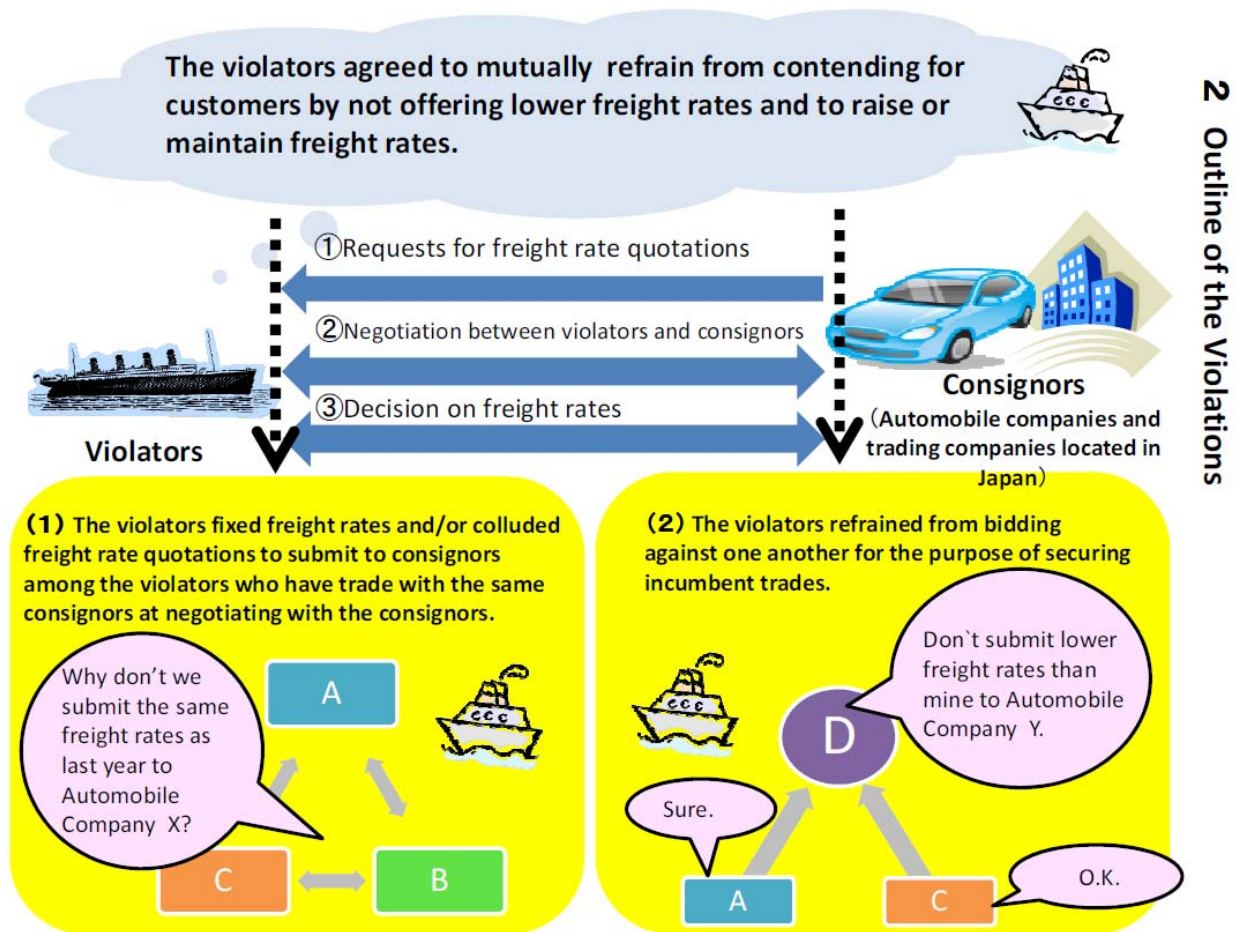 2 Outline of the Violations
The violators agreed to mutually refrain from contending for
customers by not offering lower freight rates and to raise or
maintain freight rates.
①Requests for freight rate quotations
②Negotiation between violators and consignors
③Decision on freight rates
Violators
Consignors
(Automobile companies and
trading companies located in
Japan)
(1) The violators fixed freight rates and/or colluded
freight rate quotations to submit to consignors
among the violators who have trade with the same
consignors at negotiating with the consignors.
Why don't we
submit the same
freight rates as
last year to
Automobile
Company X?
A
C
B
(2) The violators refrained from bidding
against one another for the purpose of securing
incumbent trades.
Don`t submit lower
freight rates than
mine to Automobile
Company Y.
D
Sure.
O.K.
A
C